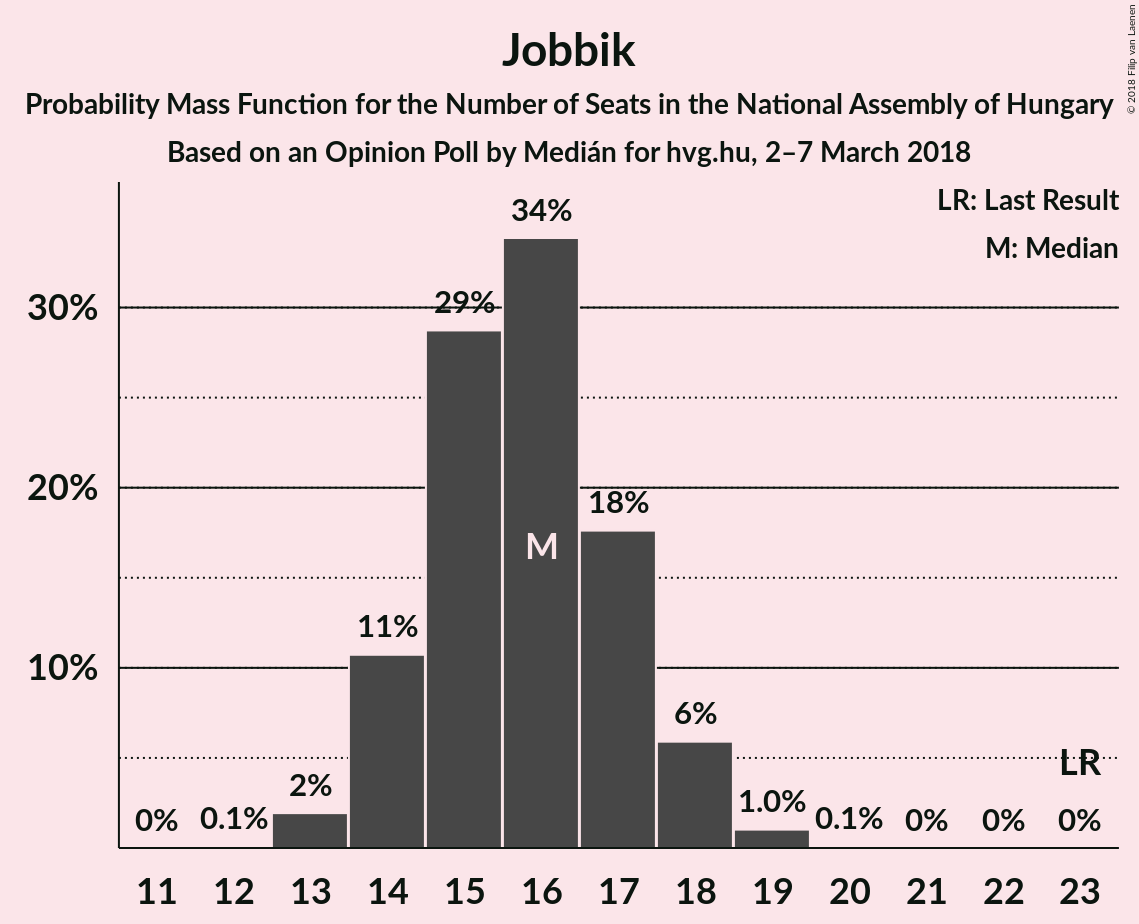 © 2018 Filip van Laenen
Jobbik
Probability Mass Function for the Number of Seats in the National Assembly of Hungary
Based on an Opinion Poll by Medián for hvg.hu, 2–7 March 2018
LR: Last Result
M: Median
30%
20%
10%
0%
0.1%
2%
11%
29%
34%
18%
6%
1.0%
0.1%
0%
0%
0%
M
LR
11 12 13 14 15 16 17 18 19 20 21 22 23